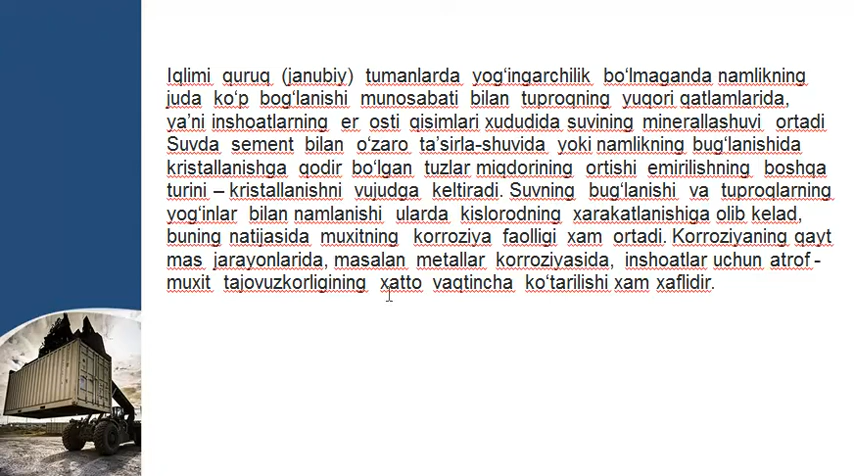 Iqlimi quruq (janubiy) tumanlarda yog‘ingarchilik bo‘lmaganda namlikning
juda ko‘p bog‘lanishi munosabati bilan tuproqning yuqori qatlamlarida,
ya’ni inshoatlarning er osti qisimlari xududida suvining minerallashuvi ortadi
Suvda sement bilan o‘zaro ta’sirla-shuvida yoki namlikning bug‘lanishida
kristallanishga qodir bo‘lgan tuzlar miqdorining ortishi emirilishning boshqa
turini – kristallanishni vujudga keltiradi. Suvning bug‘lanishi va tuproqlarning
yog‘inlar bilan namlanishi ularda kislorodning xarakatlanishiga olib kelad,
buning natijasida muxitning korroziya faolligi xam ortadi. Korroziyaning qayt
mas jarayonlarida, masalan metallar korroziyasida, inshoatlar uchun atrof -
muxit tajovuzkorligining xatto vaqtincha ko‘tarilishi xam xaflidir.